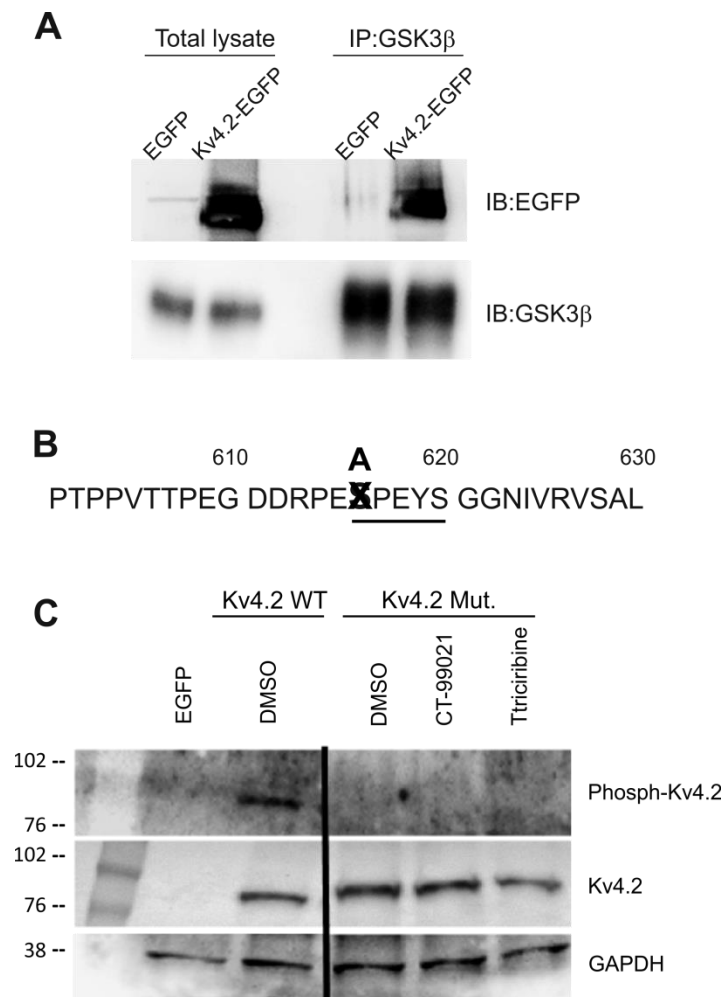 A
Total lysate IP:GSK3β
EGFP Kv4.2-EGFP EGFP Kv4.2-EGFP
IB:EGFP
IB:GSK3β
B
610 A 620 630
PTPPVTTPEG DDRPESPEYS GGNIVRVSAL
C
Kv4.2 WT Kv4.2 Mut.
EGFP DMSO DMSO CT-99021 Ttriciribine
102 --
Phosph-Kv4.2
76 --
102 --
Kv4.2
76 --
38 --
GAPDH